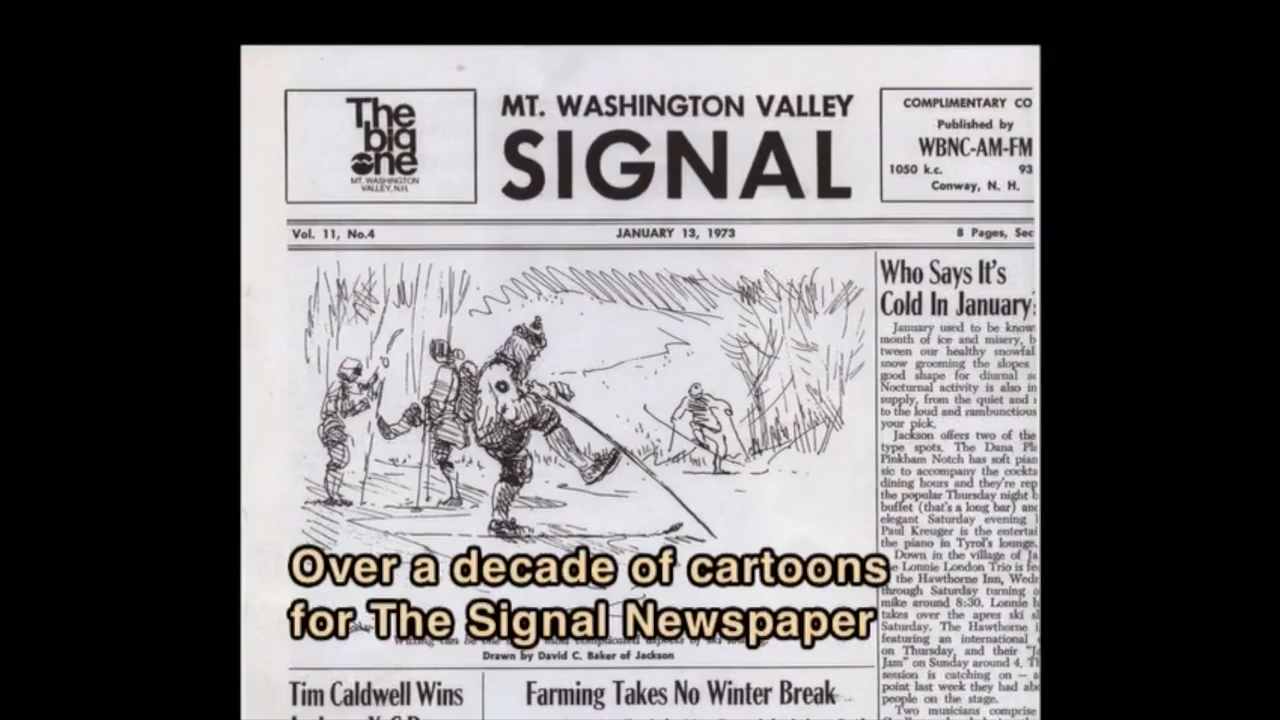 The
big
one
MT. WASHINGTON
VALLEY, N.H.
MT. WASHINGTON VALLEY
SIGNAL
COMPLIMENTARY CO
Published by
WBNC-AM-FM
1050 k.c. 93
Conway, N. H.
Vol. 11, No.4
JANUARY 13, 1973
8 Pages, Sec
Who Says It's
Cold In January
January used to be know
month of ice and misery, b
tween our healthy snowfal
snow grooming the slopes
good shape for diurnal
Nocturnal activity is also in
supply, from the quiet and
to the loud and rambunctious
your pick.
Jackson offers two of the
type spots. The Dana Pl
Pinkham Notch has soft pian
sic to accompany the cockta
dining hours and they're rep
the popular Thursday night b
buffet (that's a long bar) and
elegant Saturday evening
Paul Kreuger is the entertai
the piano in Tyrol's lounge.
Down in the village of Ja
Lonnie London Trio is fe
the Hawthorne Inn, Wedn
through Saturday turning o
mike around 8:30. Lonnie h
takes over the apres ski sl
Saturday. The Hawthorne
featuring an international
on Thursday, and their "J
Jam" on Sunday around 4. T
session is catching on — a
point last week they had ab
people on the stage.
Two musicians comprise
Over a decade of cartoons
for The Signal Newspaper
Drawn by David C. Baker of Jackson
Tim Caldwell Wins
Farming Takes No Winter Break